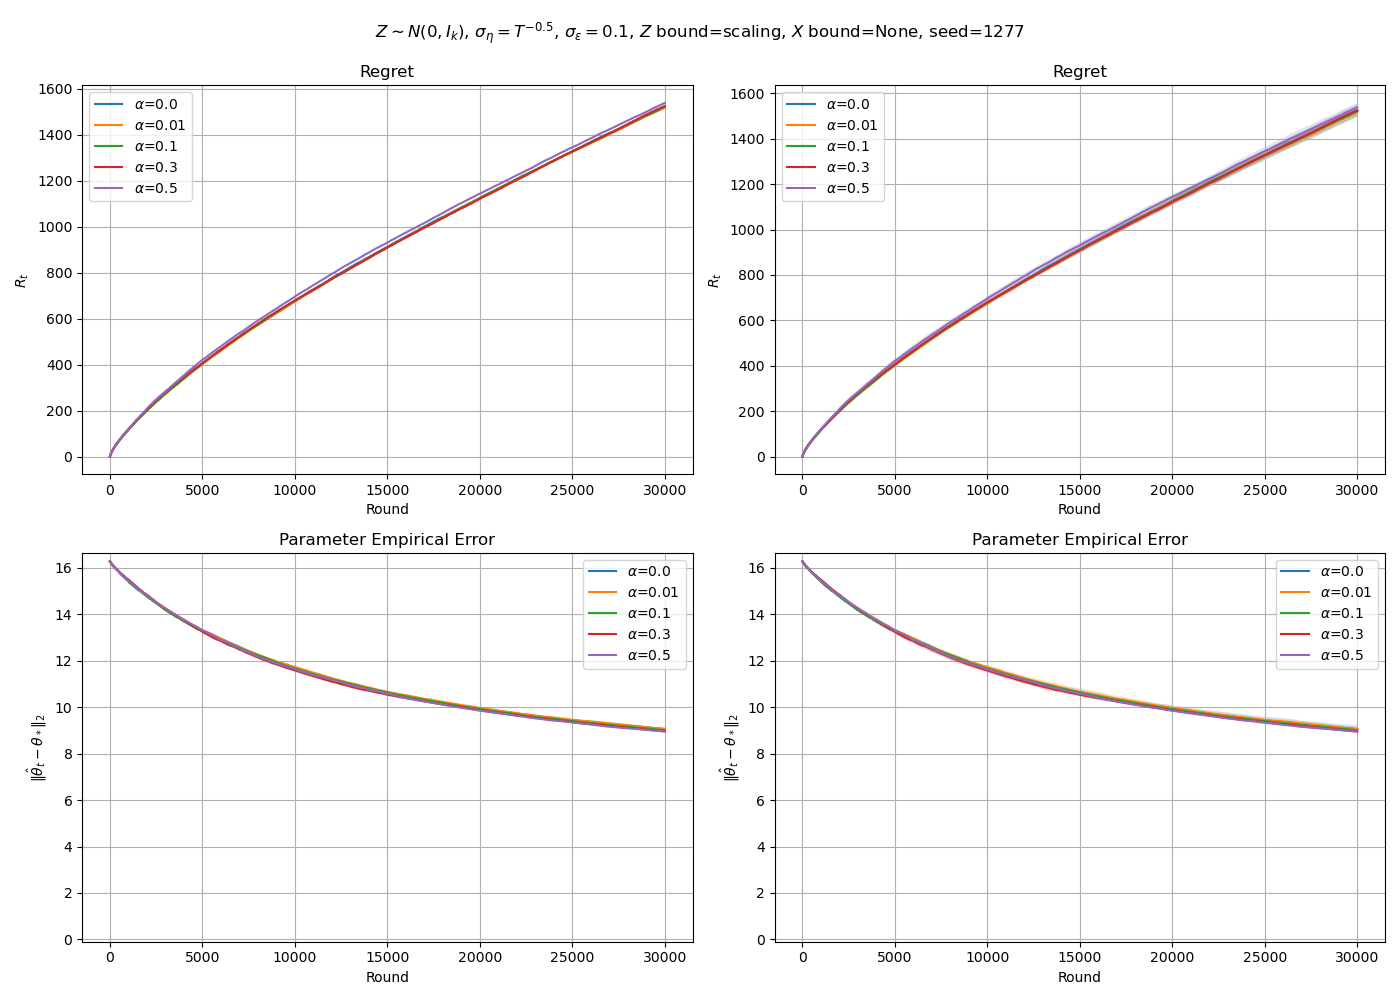 Z ~ N(0, I_k), σ_η = T^{-0.5}, σ_ε = 0.1, Z bound=scaling, X bound=None, seed=1277
Regret
1600
1400
1200
1000
800
600
400
200
0
R_t
α=0.0
α=0.01
α=0.1
α=0.3
α=0.5
0 5000 10000 15000 20000 25000 30000
Round
Regret
1600
1400
1200
1000
800
600
400
200
0
R_t
α=0.0
α=0.01
α=0.1
α=0.3
α=0.5
0 5000 10000 15000 20000 25000 30000
Round
Parameter Empirical Error
16
14
12
10
8
6
4
2
0
‖θ̂_t − θ_*‖_2
α=0.0
α=0.01
α=0.1
α=0.3
α=0.5
0 5000 10000 15000 20000 25000 30000
Round
Parameter Empirical Error
16
14
12
10
8
6
4
2
0
‖θ̂_t − θ_*‖_2
α=0.0
α=0.01
α=0.1
α=0.3
α=0.5
0 5000 10000 15000 20000 25000 30000
Round